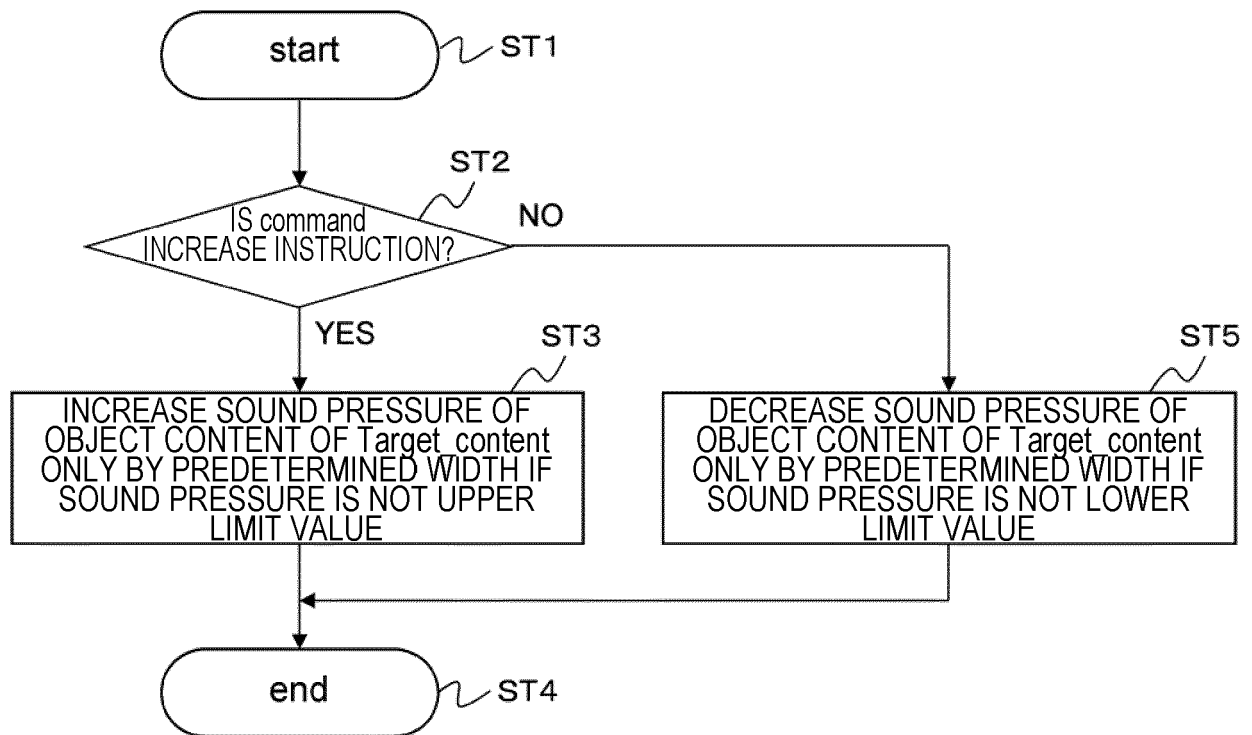 start
ST1
ST2
IS command
INCREASE INSTRUCTION?
NO
YES
ST3
INCREASE SOUND PRESSURE OF
OBJECT CONTENT OF Target_content
ONLY BY PREDETERMINED WIDTH IF
SOUND PRESSURE IS NOT UPPER
LIMIT VALUE
ST5
DECREASE SOUND PRESSURE OF
OBJECT CONTENT OF Target_content
ONLY BY PREDETERMINED WIDTH IF
SOUND PRESSURE IS NOT LOWER
LIMIT VALUE
end
ST4